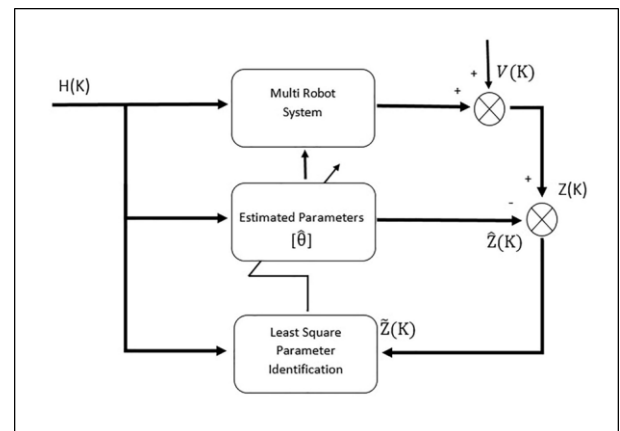 H(K)
Multi Robot
System
+
+
V(K)
+
Z(K)
-
Ẑ(K)
Estimated Parameters
[θ̂]
Least Square
Parameter
Identification
Z̃(K)